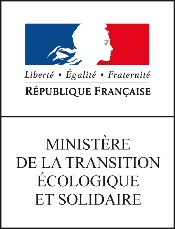 Liberté • Égalité • Fraternité
RÉPUBLIQUE FRANÇAISE
MINISTÈRE
DE LA TRANSITION
ÉCOLOGIQUE
ET SOLIDAIRE